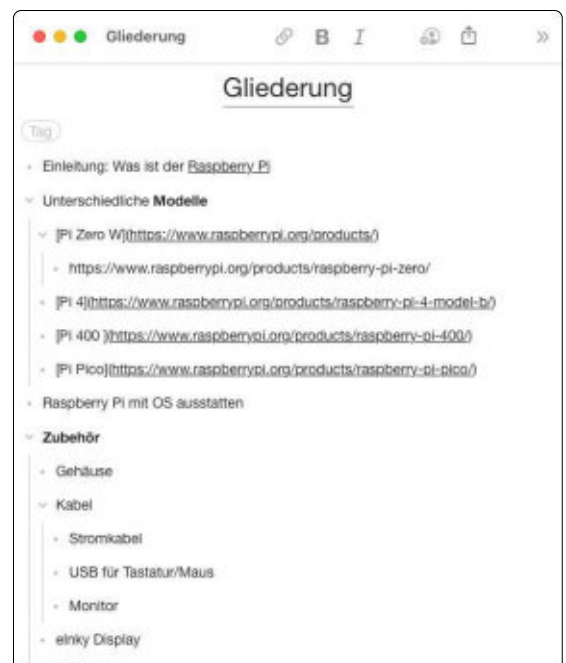 Gliederung
Gliederung
Tag
Einleitung: Was ist der Raspberry Pi
Unterschiedliche Modelle
[Pi Zero W](https://www.raspberrypi.org/products/)
https://www.raspberrypi.org/products/raspberry-pi-zero/
[Pi 4](https://www.raspberrypi.org/products/raspberry-pi-4-model-b/)
[Pi 400 ](https://www.raspberrypi.org/products/raspberry-pi-400/)
[Pi Pico](https://www.raspberrypi.org/products/raspberry-pi-pico/)
Raspberry Pi mit OS ausstatten
Zubehör
Gehäuse
Kabel
Stromkabel
USB für Tastatur/Maus
Monitor
eInky Display